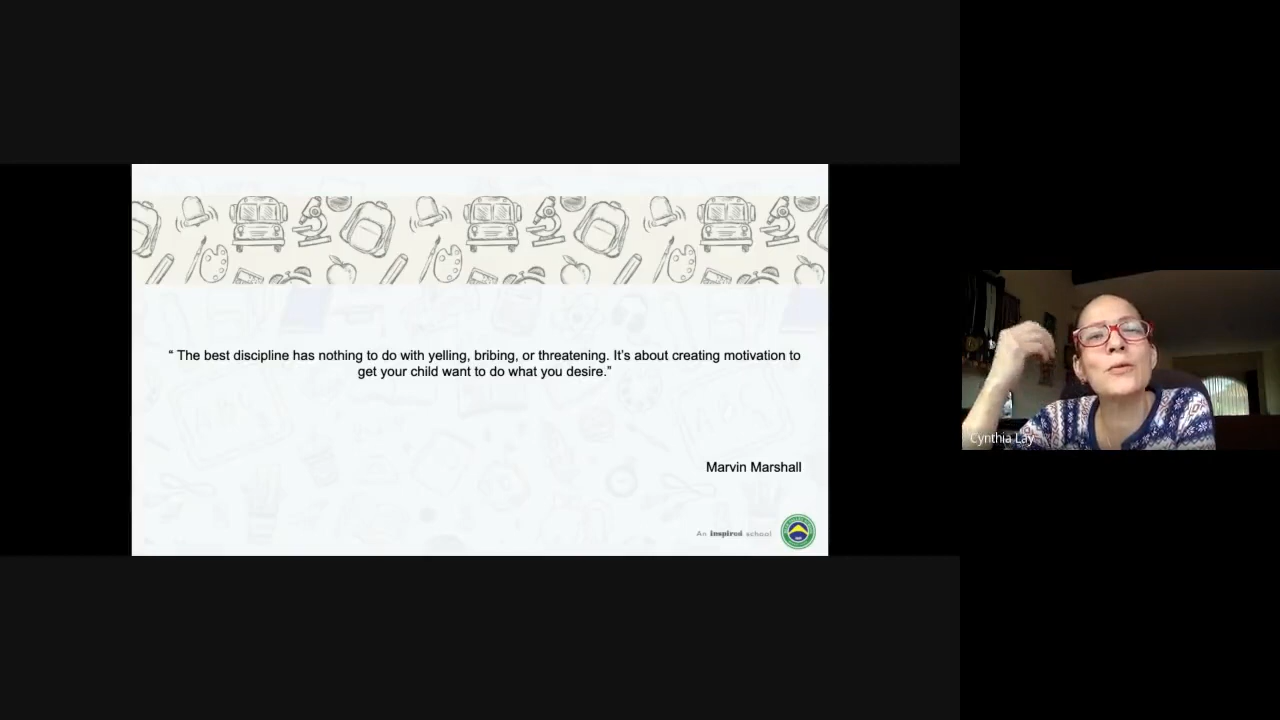 “ The best discipline has nothing to do with yelling, bribing, or threatening. It’s about creating motivation to
get your child want to do what you desire.”
Marvin Marshall
An inspired school
Cynthia Lay